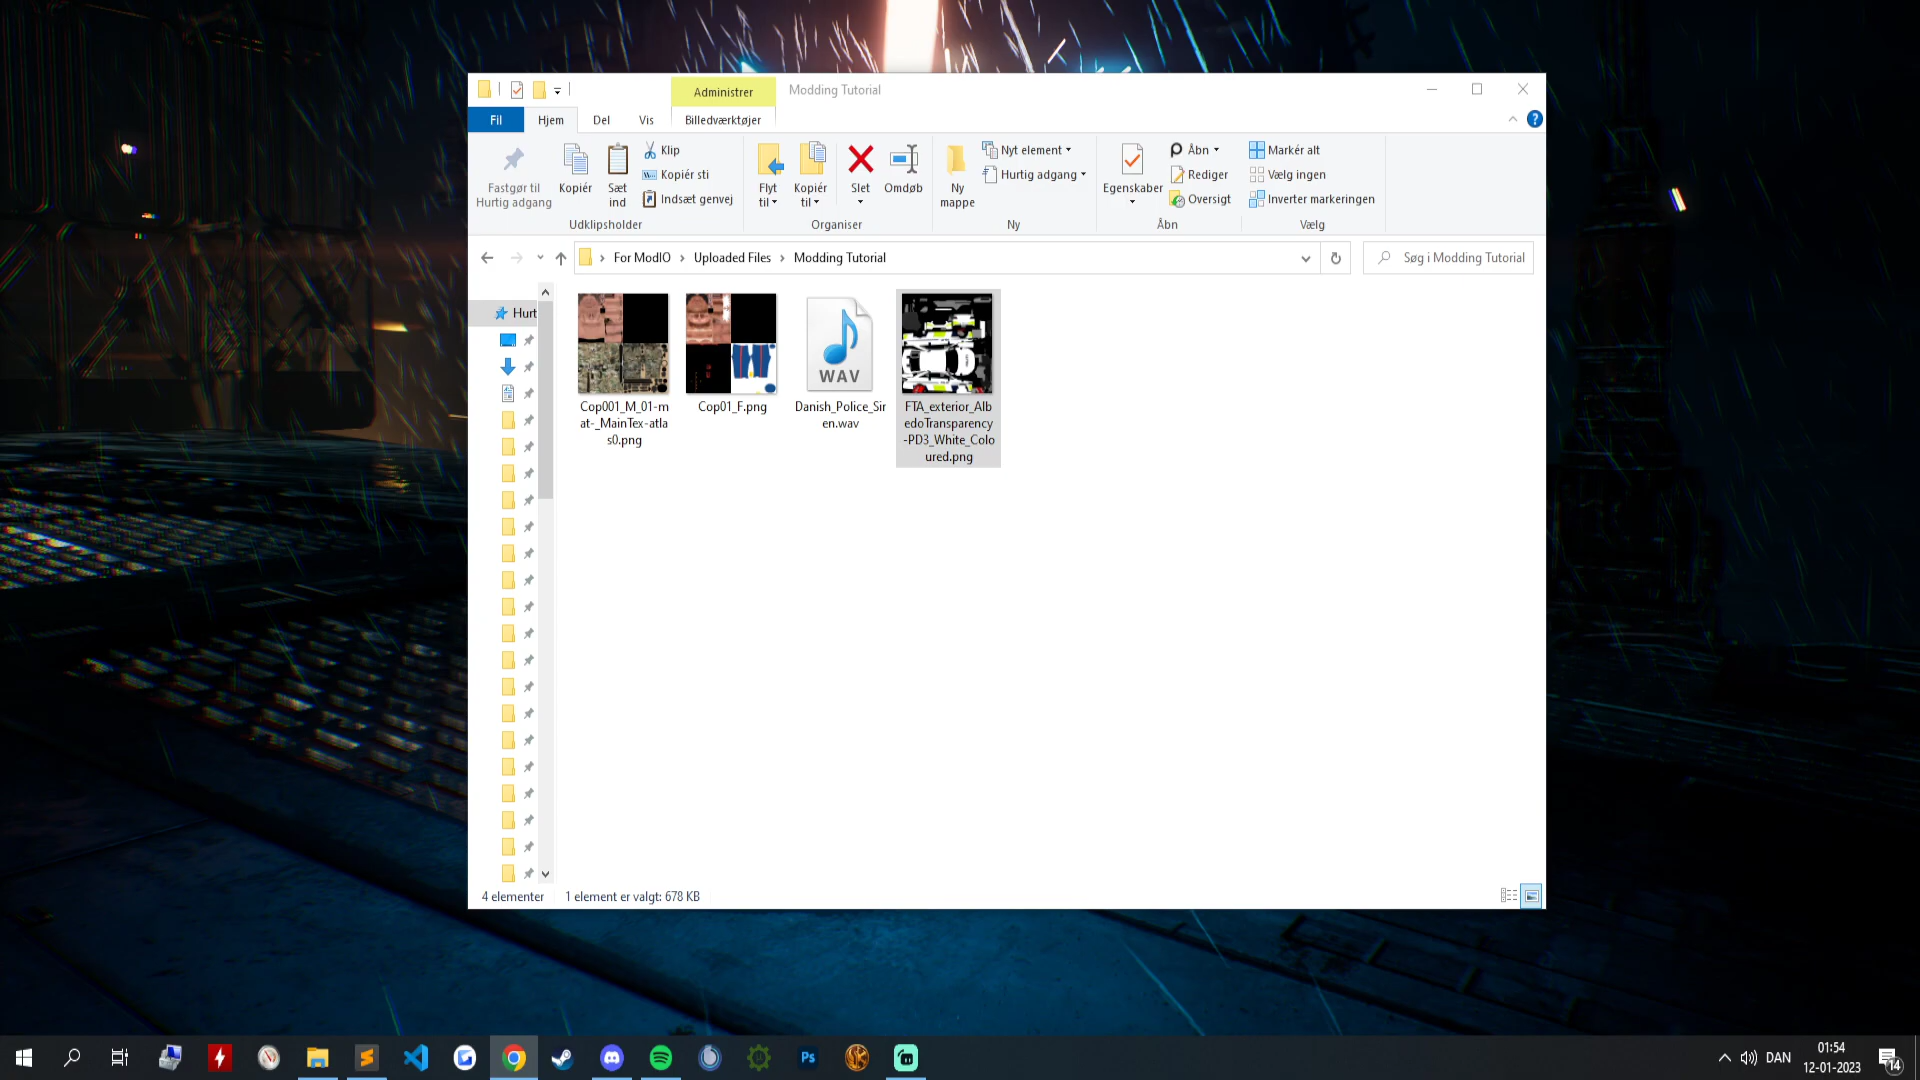 Administrer
Modding Tutorial
Fil
Hjem
Del
Vis
Billedværktøjer
Fastgør til
Hurtig adgang
Kopiér
Sæt
ind
Klip
Kopiér sti
Indsæt genvej
Udklipsholder
Flyt
til
Kopiér
til
Slet
Omdøb
Organiser
Ny
mappe
Nyt element
Hurtig adgang
Ny
Egenskaber
Åbn
Rediger
Oversigt
Åbn
Markér alt
Vælg ingen
Inverter markeringen
Vælg
For ModIO > Uploaded Files > Modding Tutorial
Søg i Modding Tutorial
Hurt
WAV
Cop001_M_01-m
at-_MainTex-atla
s0.png
Cop01_F.png
Danish_Police_Sir
en.wav
FTA_exterior_Alb
edoTransparency
-PD3_White_Colo
ured.png
4 elementer
1 element er valgt: 678 KB
Ps
DAN
01:54
12-01-2023
14